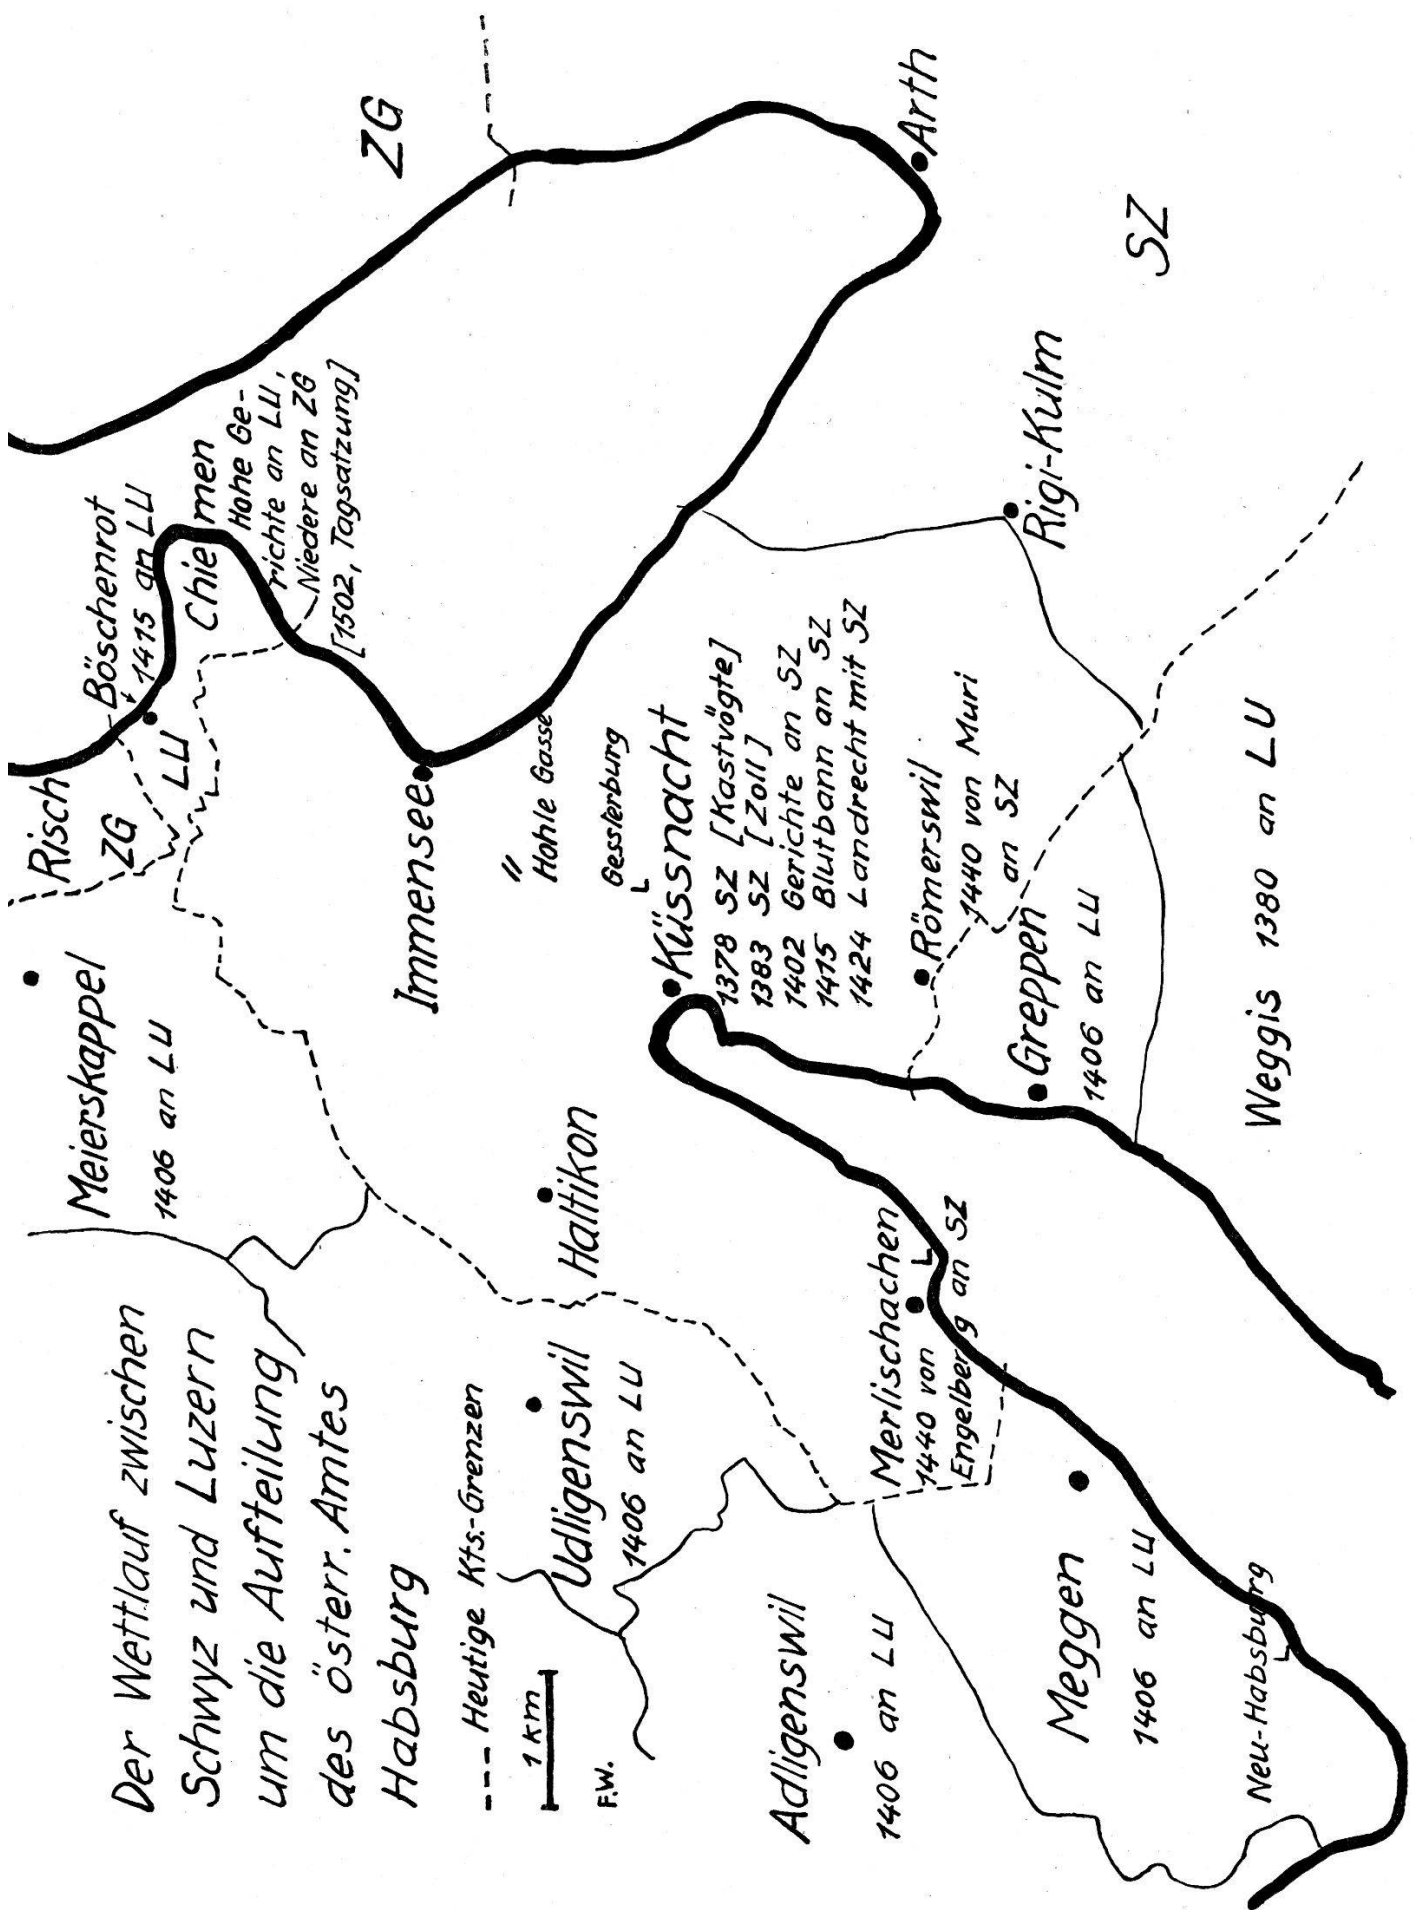 Der Wettlauf zwischen
Schwyz und Luzern
um die Aufteilung
des österr. Amtes
Habsburg
--- Heutige Kts.-Grenzen
1 km
F.W.
Meierskappel
1406 an LU
Risch
ZG
LU
Böschenrot
1415 an LU
Chiemen
Hohe Ge-
richte an LU,
Niedere an ZG
[1502, Tagsatzung]
ZG
Arth
SZ
Immensee
Hohle Gasse
Hohle Gasse
Gesslerburg
Küssnacht
1378 SZ [Kastvögte]
1383 SZ [Zoll]
1402 Gerichte an SZ
1415 Blutbann an SZ
1424 Landrecht mit SZ
Rigi-Kulm
Haltikon
Udligenswil
1406 an LU
Adligenswil
1406 an LU
Merlischachen
1440 von
Engelberg an SZ
Römerswil
1440 von Muri
an SZ
Greppen
1406 an LU
Meggen
1406 an LU
Neu-Habsburg
Weggis 1380 an LU